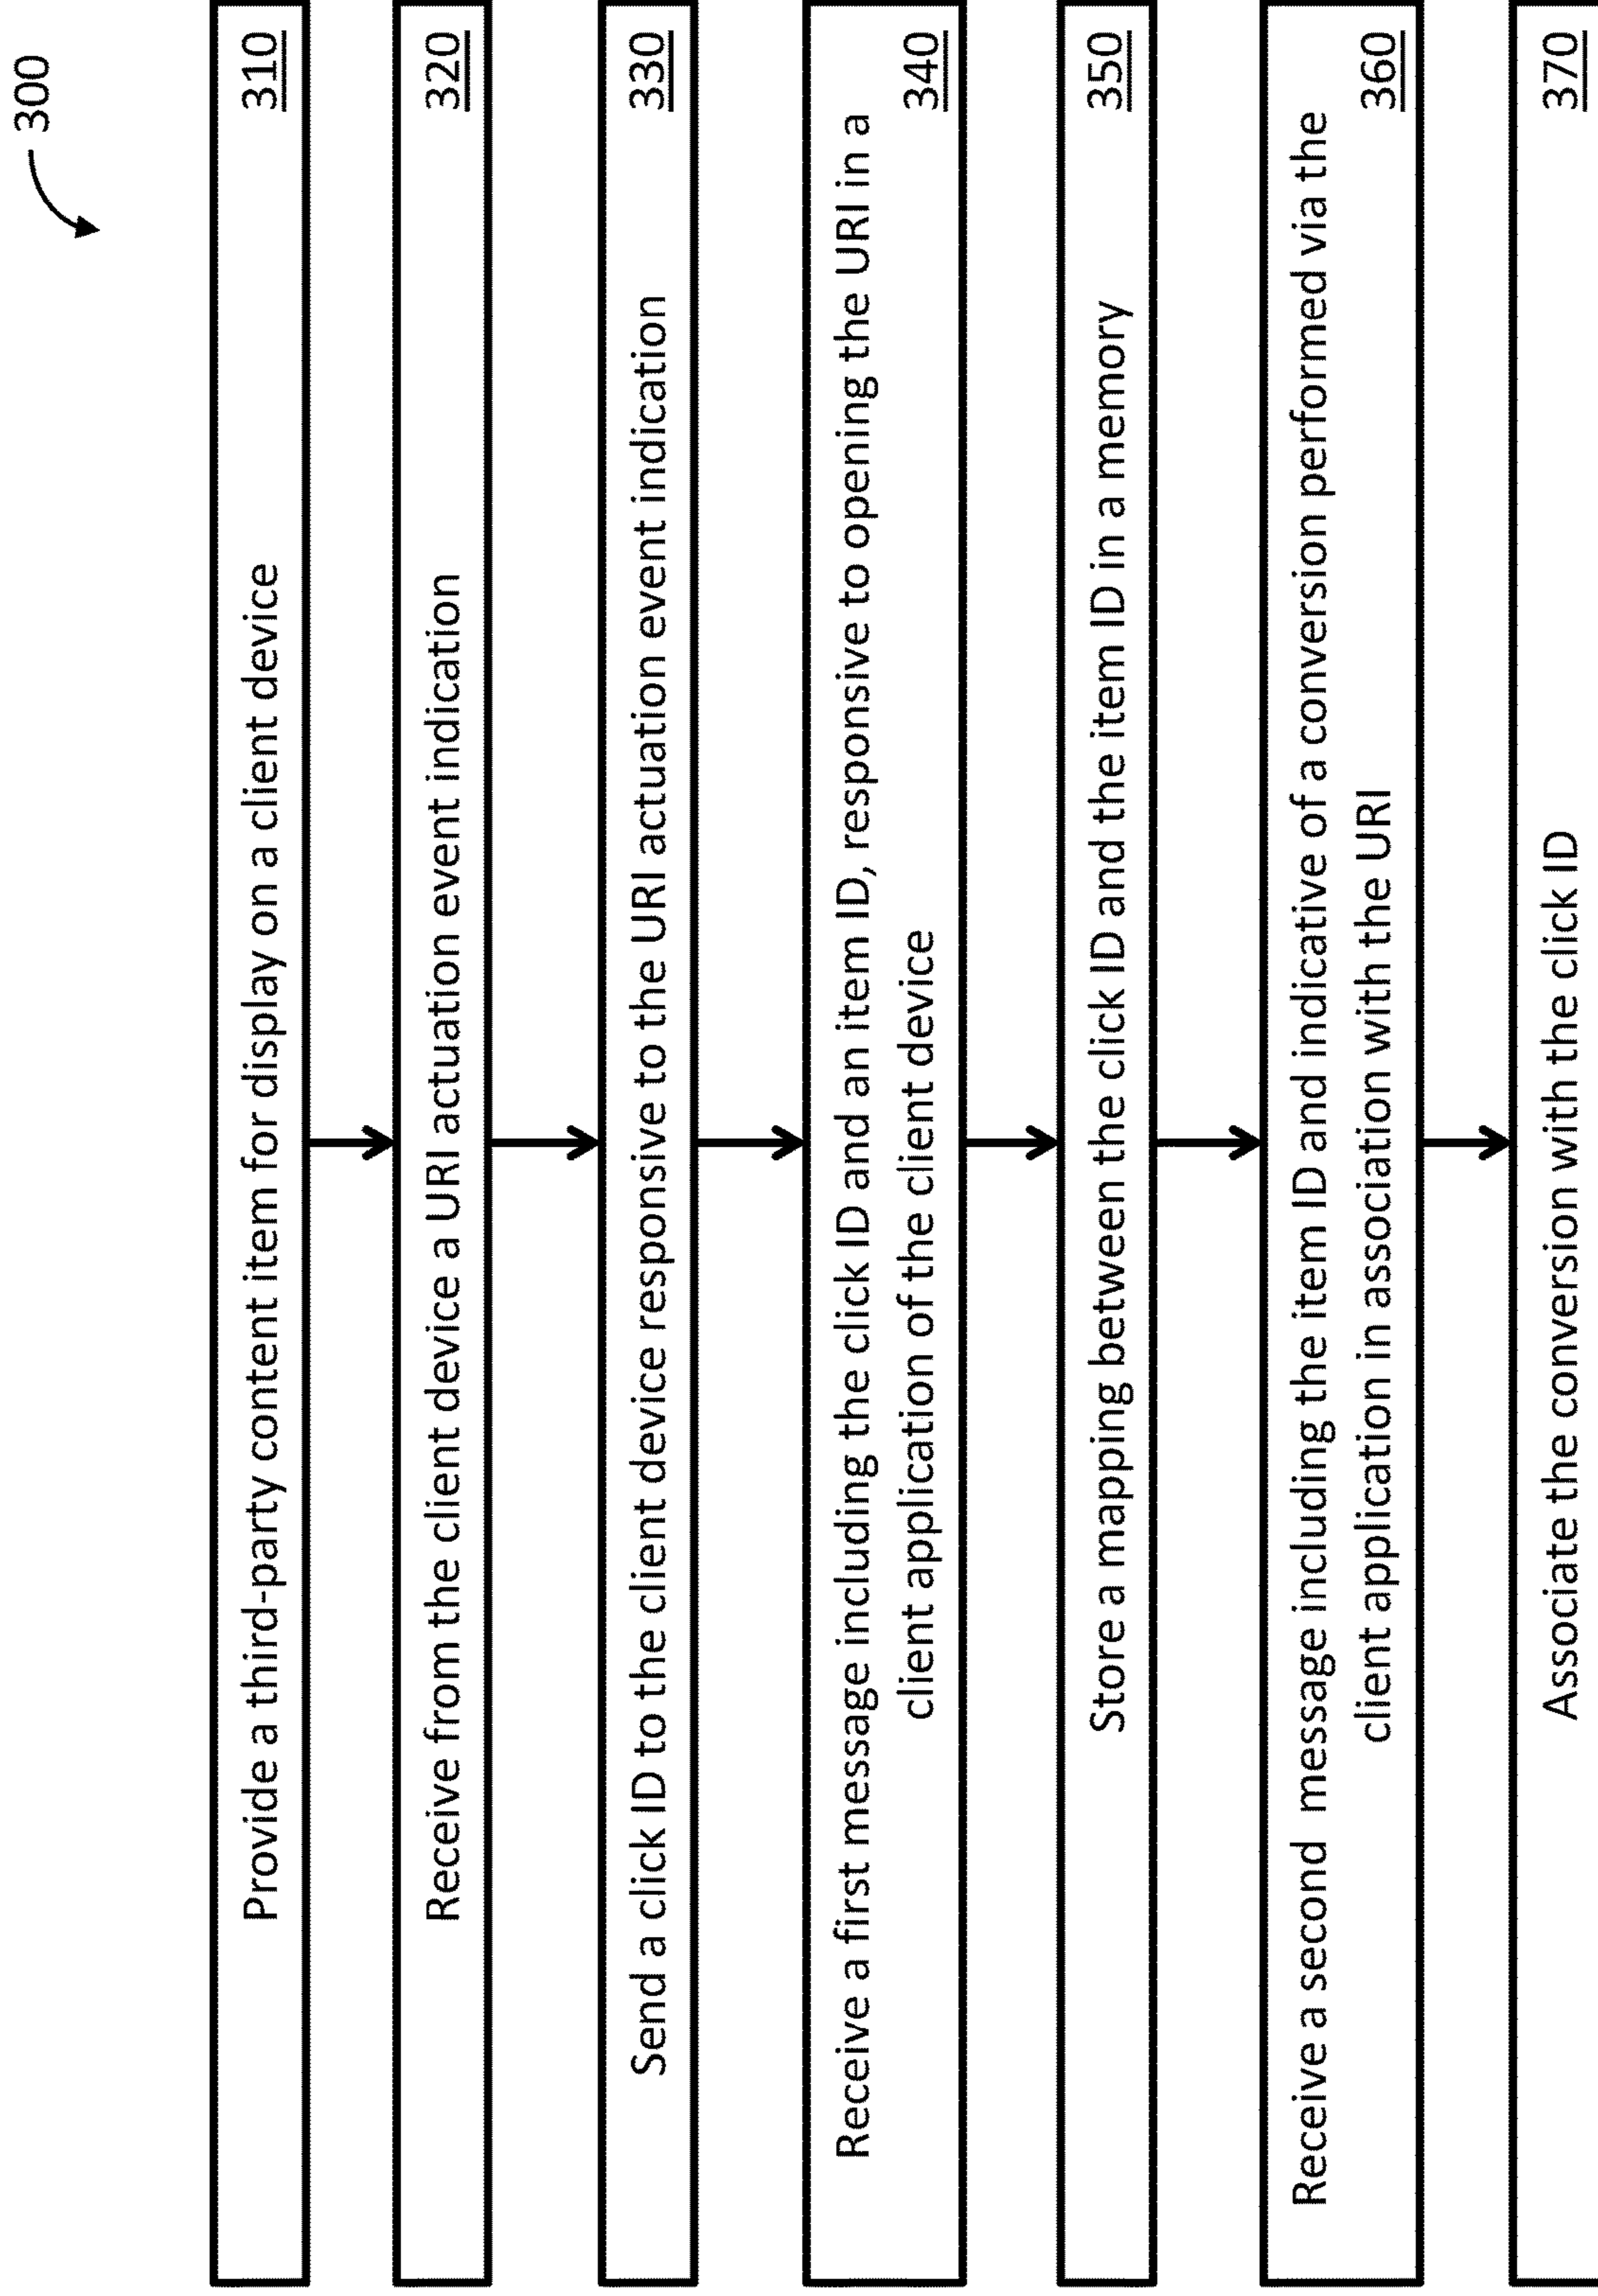 300
Provide a third-party content item for display on a client device
310
Receive from the client device a URI actuation event indication
320
Send a click ID to the client device responsive to the URI actuation event indication
330
Receive a first message including the click ID and an item ID, responsive to opening the URI in a
client application of the client device
340
Store a mapping between the click ID and the item ID in a memory
350
Receive a second  message including the item ID and indicative of a conversion performed via the
client application in association with the URI
360
Associate the conversion with the click ID
370